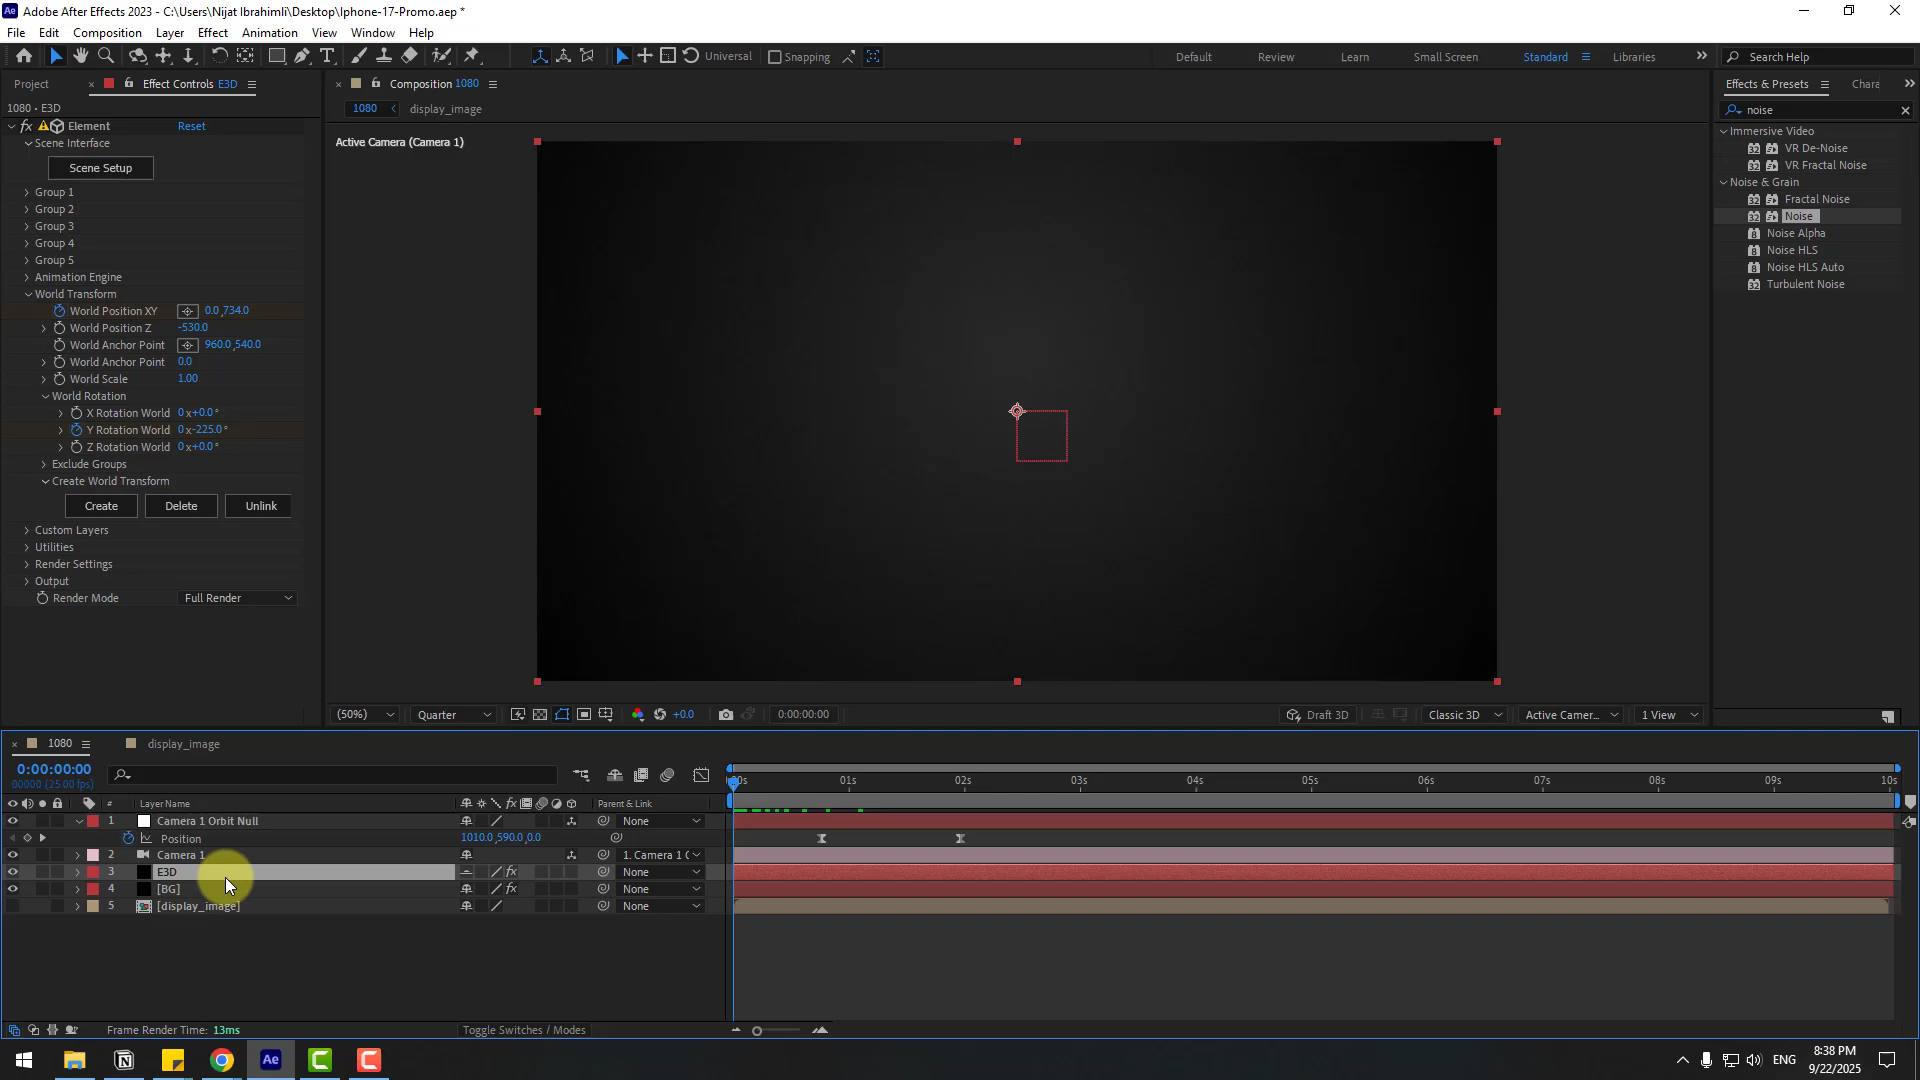 Ae Adobe After Effects 2023 - C:\Users\Nijat Ibrahimli\Desktop\Iphone-17-Promo.aep *
File Edit Composition Layer Effect Animation View Window Help
Universal Snapping Default Review Learn Small Screen Standard Libraries Search Help
Project Effect Controls E3D
1080 • E3D
fx Element Reset
Scene Interface
Scene Setup
Group 1
Group 2
Group 3
Group 4
Group 5
Animation Engine
World Transform
World Position XY 0.0,734.0
World Position Z -530.0
World Anchor Point 960.0,540.0
World Anchor Point 0.0
World Scale 1.00
World Rotation
X Rotation World 0x+0.0°
Y Rotation World 0x-225.0°
Z Rotation World 0x+0.0°
Exclude Groups
Create World Transform
Create Delete Unlink
Custom Layers
Utilities
Render Settings
Output
Render Mode Full Render
Composition 1080
1080 display_image
Active Camera (Camera 1)
(50%) Quarter +0.0 0:00:00:00 Draft 3D Classic 3D Active Camer... 1 View
Effects & Presets Chara
noise
Immersive Video
VR De-Noise
VR Fractal Noise
Noise & Grain
Fractal Noise
Noise
Noise Alpha
Noise HLS
Noise HLS Auto
Turbulent Noise
1080 display_image
0:00:00:00
00000 (25.00 fps)
01s 02s 03s 04s 05s 06s 07s 08s 09s 10s
# Layer Name Parent & Link
1 Camera 1 Orbit Null None
Position 1010.0,590.0,0.0
2 Camera 1 1. Camera 1 (
3 E3D fx None
4 [BG] fx None
5 [display_image] None
Frame Render Time: 13ms Toggle Switches / Modes
Ae ENG 8:38 PM
9/22/2025